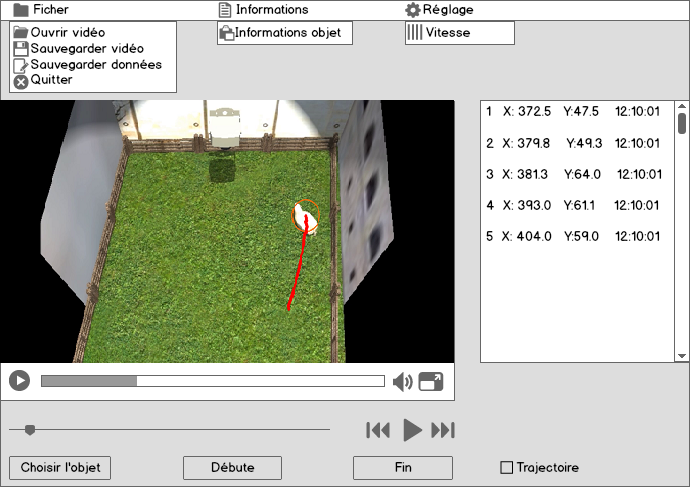 Ficher Informations Réglage
Ouvrir vidéo
Sauvegarder vidéo
Sauvegarder données
Quitter
Informations objet
Vitesse
1 X: 372.5 Y:47.5 12:10:01
2 X: 379.8 Y:49.3 12:10:01
3 X: 381.3 Y:64.0 12:10:01
4 X: 393.0 Y:61.1 12:10:01
5 X: 404.0 Y:59.0 12:10:01
Choisir l'objet Débute Fin Trajectoire